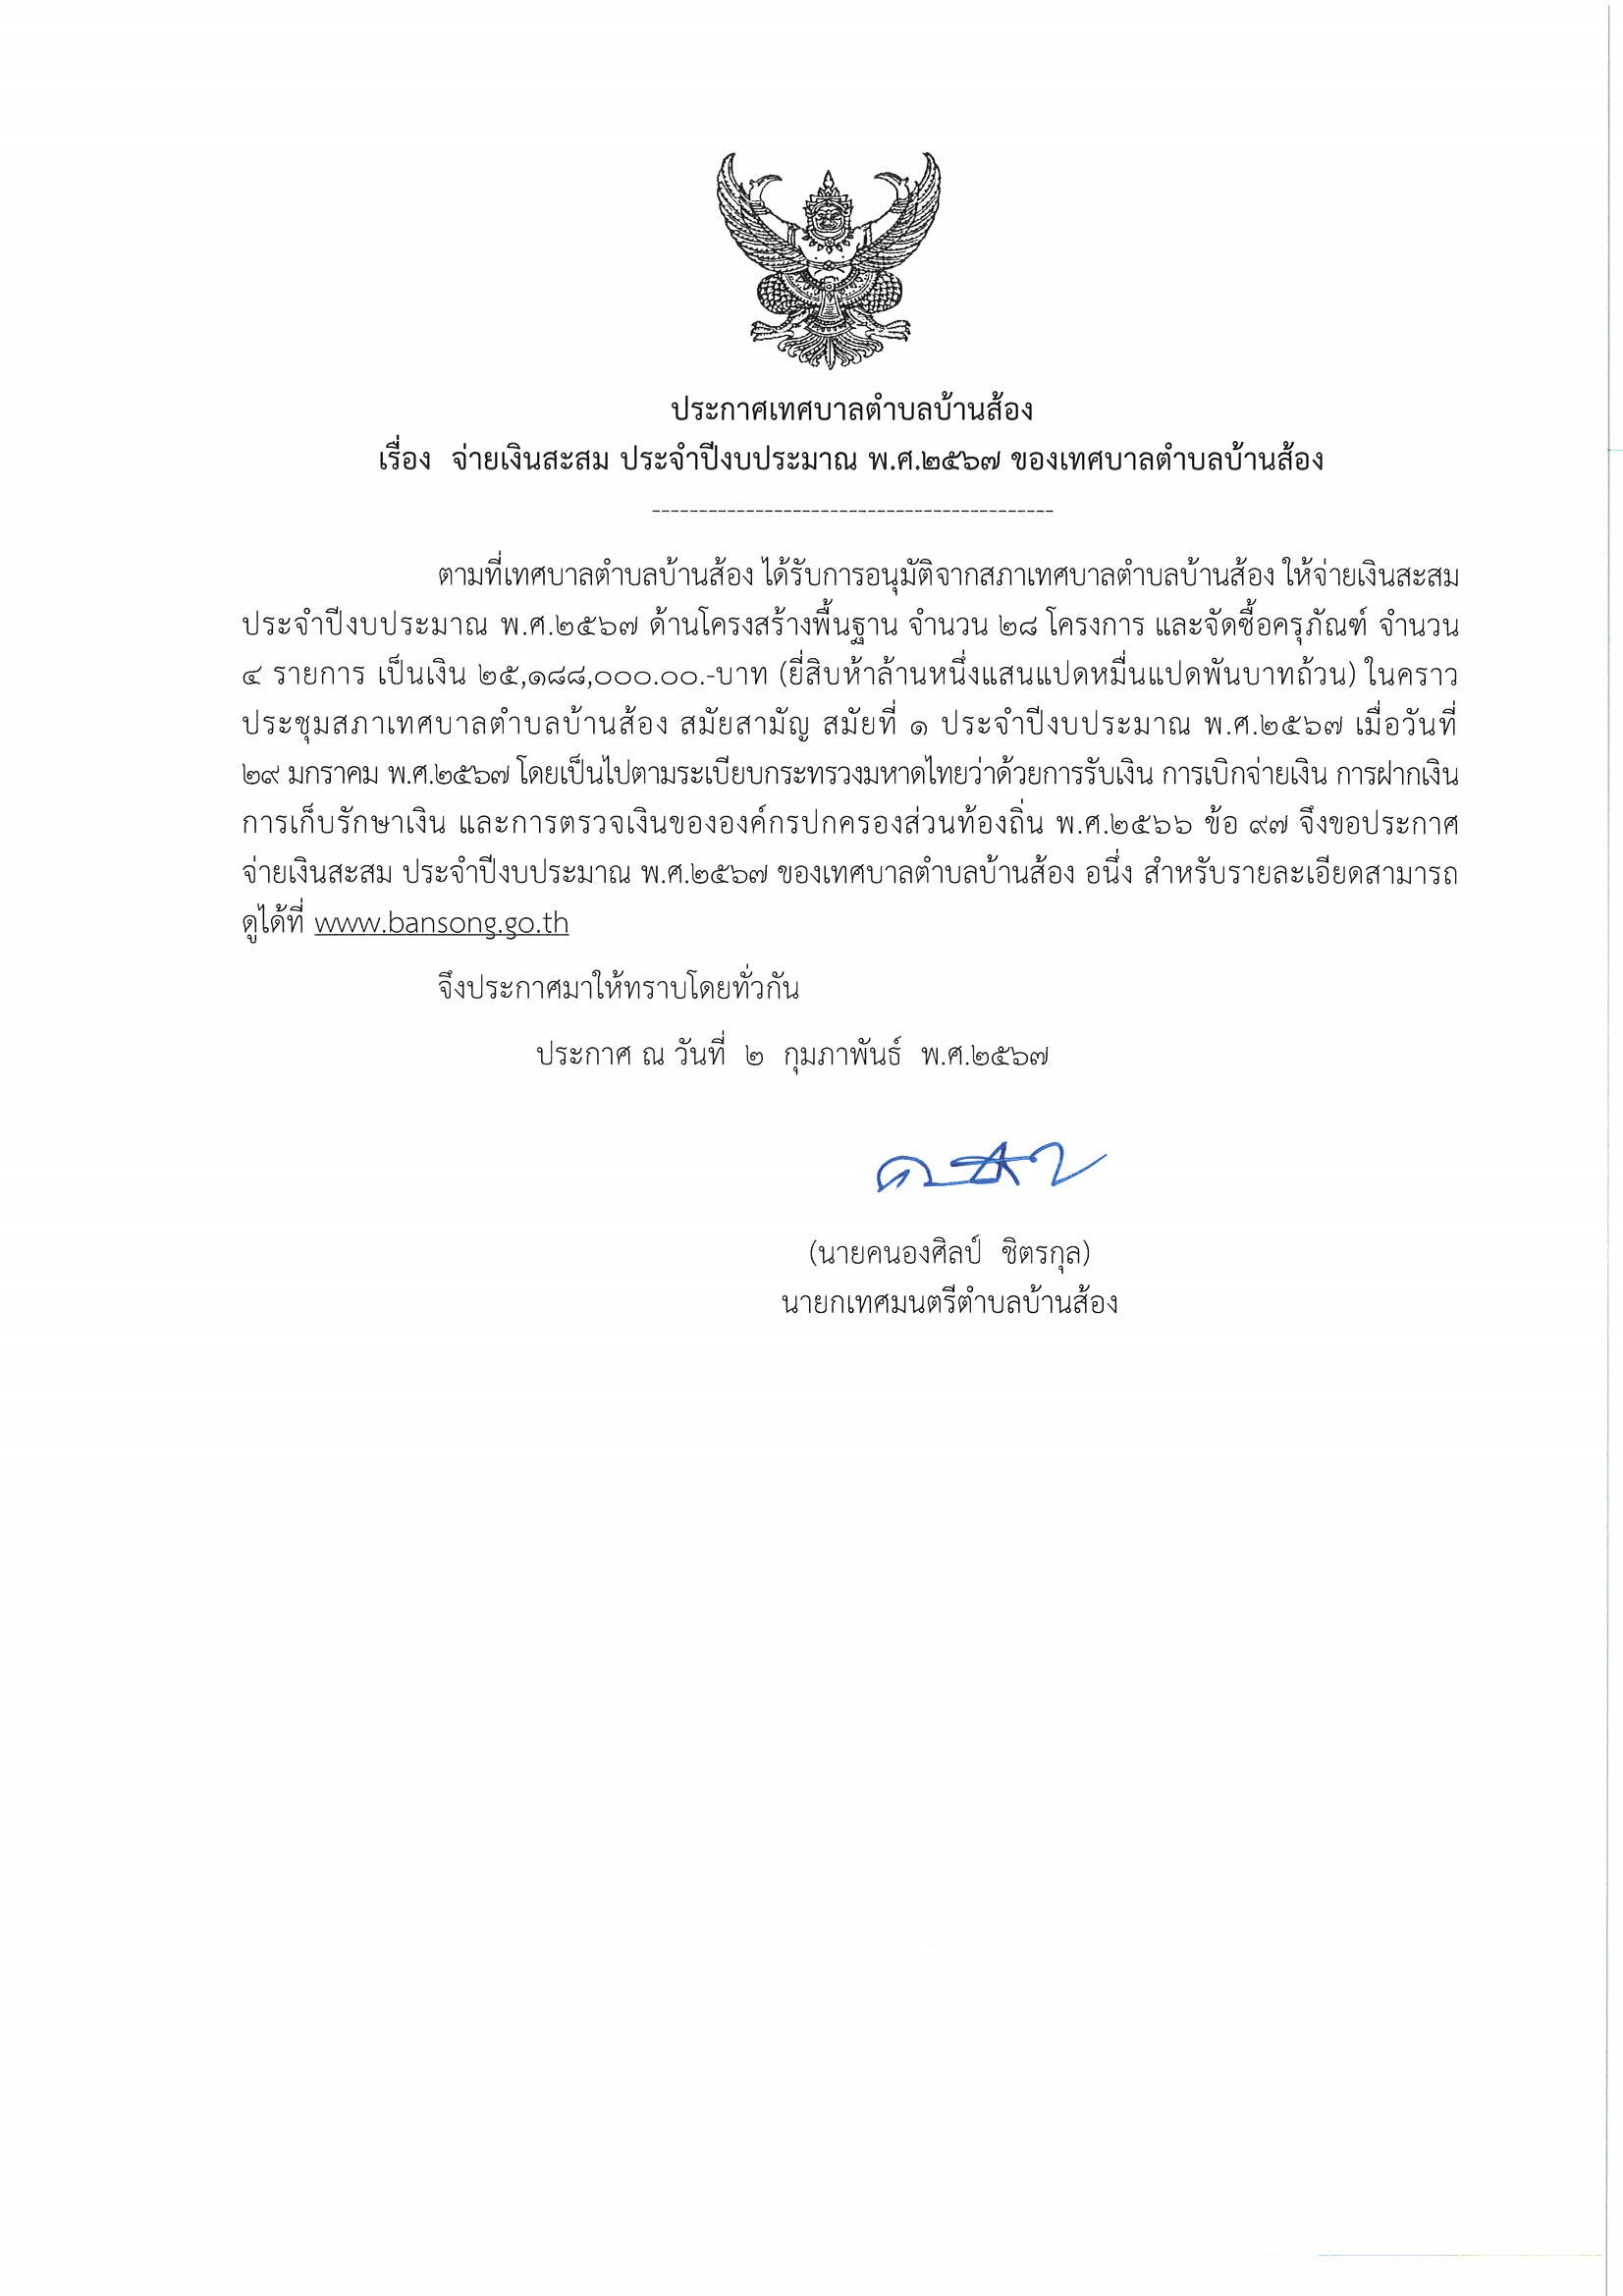 ประกาศเทศบาลตำบลบ้านส้อง
เรื่อง จ่ายเงินสะสม ประจำปีงบประมาณ พ.ศ.๒๕๖๗ ของเทศบาลตำบลบ้านส้อง
-------------------------------------------
ตามที่เทศบาลตำบลบ้านส้อง ได้รับการอนุมัติจากสภาเทศบาลตำบลบ้านส้อง ให้จ่ายเงินสะสม
ประจำปีงบประมาณ พ.ศ.๒๕๖๗ ด้านโครงสร้างพื้นฐาน จำนวน ๒๘ โครงการ และจัดซื้อครุภัณฑ์ จำนวน
๔ รายการ เป็นเงิน ๒๕,๑๘๘,๐๐๐.๐๐.-บาท (ยี่สิบห้าล้านหนึ่งแสนแปดหมื่นแปดพันบาทถ้วน) ในคราว
ประชุมสภาเทศบาลตำบลบ้านส้อง สมัยสามัญ สมัยที่ ๑ ประจำปีงบประมาณ พ.ศ.๒๕๖๗ เมื่อวันที่
๒๙ มกราคม พ.ศ.๒๕๖๗ โดยเป็นไปตามระเบียบกระทรวงมหาดไทยว่าด้วยการรับเงิน การเบิกจ่ายเงิน การฝากเงิน
การเก็บรักษาเงิน และการตรวจเงินขององค์กรปกครองส่วนท้องถิ่น พ.ศ.๒๕๖๖ ข้อ ๙๗ จึงขอประกาศ
จ่ายเงินสะสม ประจำปีงบประมาณ พ.ศ.๒๕๖๗ ของเทศบาลตำบลบ้านส้อง อนึ่ง สำหรับรายละเอียดสามารถ
ดูได้ที่ www.bansong.go.th
จึงประกาศมาให้ทราบโดยทั่วกัน
ประกาศ ณ วันที่ ๒ กุมภาพันธ์ พ.ศ.๒๕๖๗
(นายคนองศิลป์ ชิตรกุล)
นายกเทศมนตรีตำบลบ้านส้อง